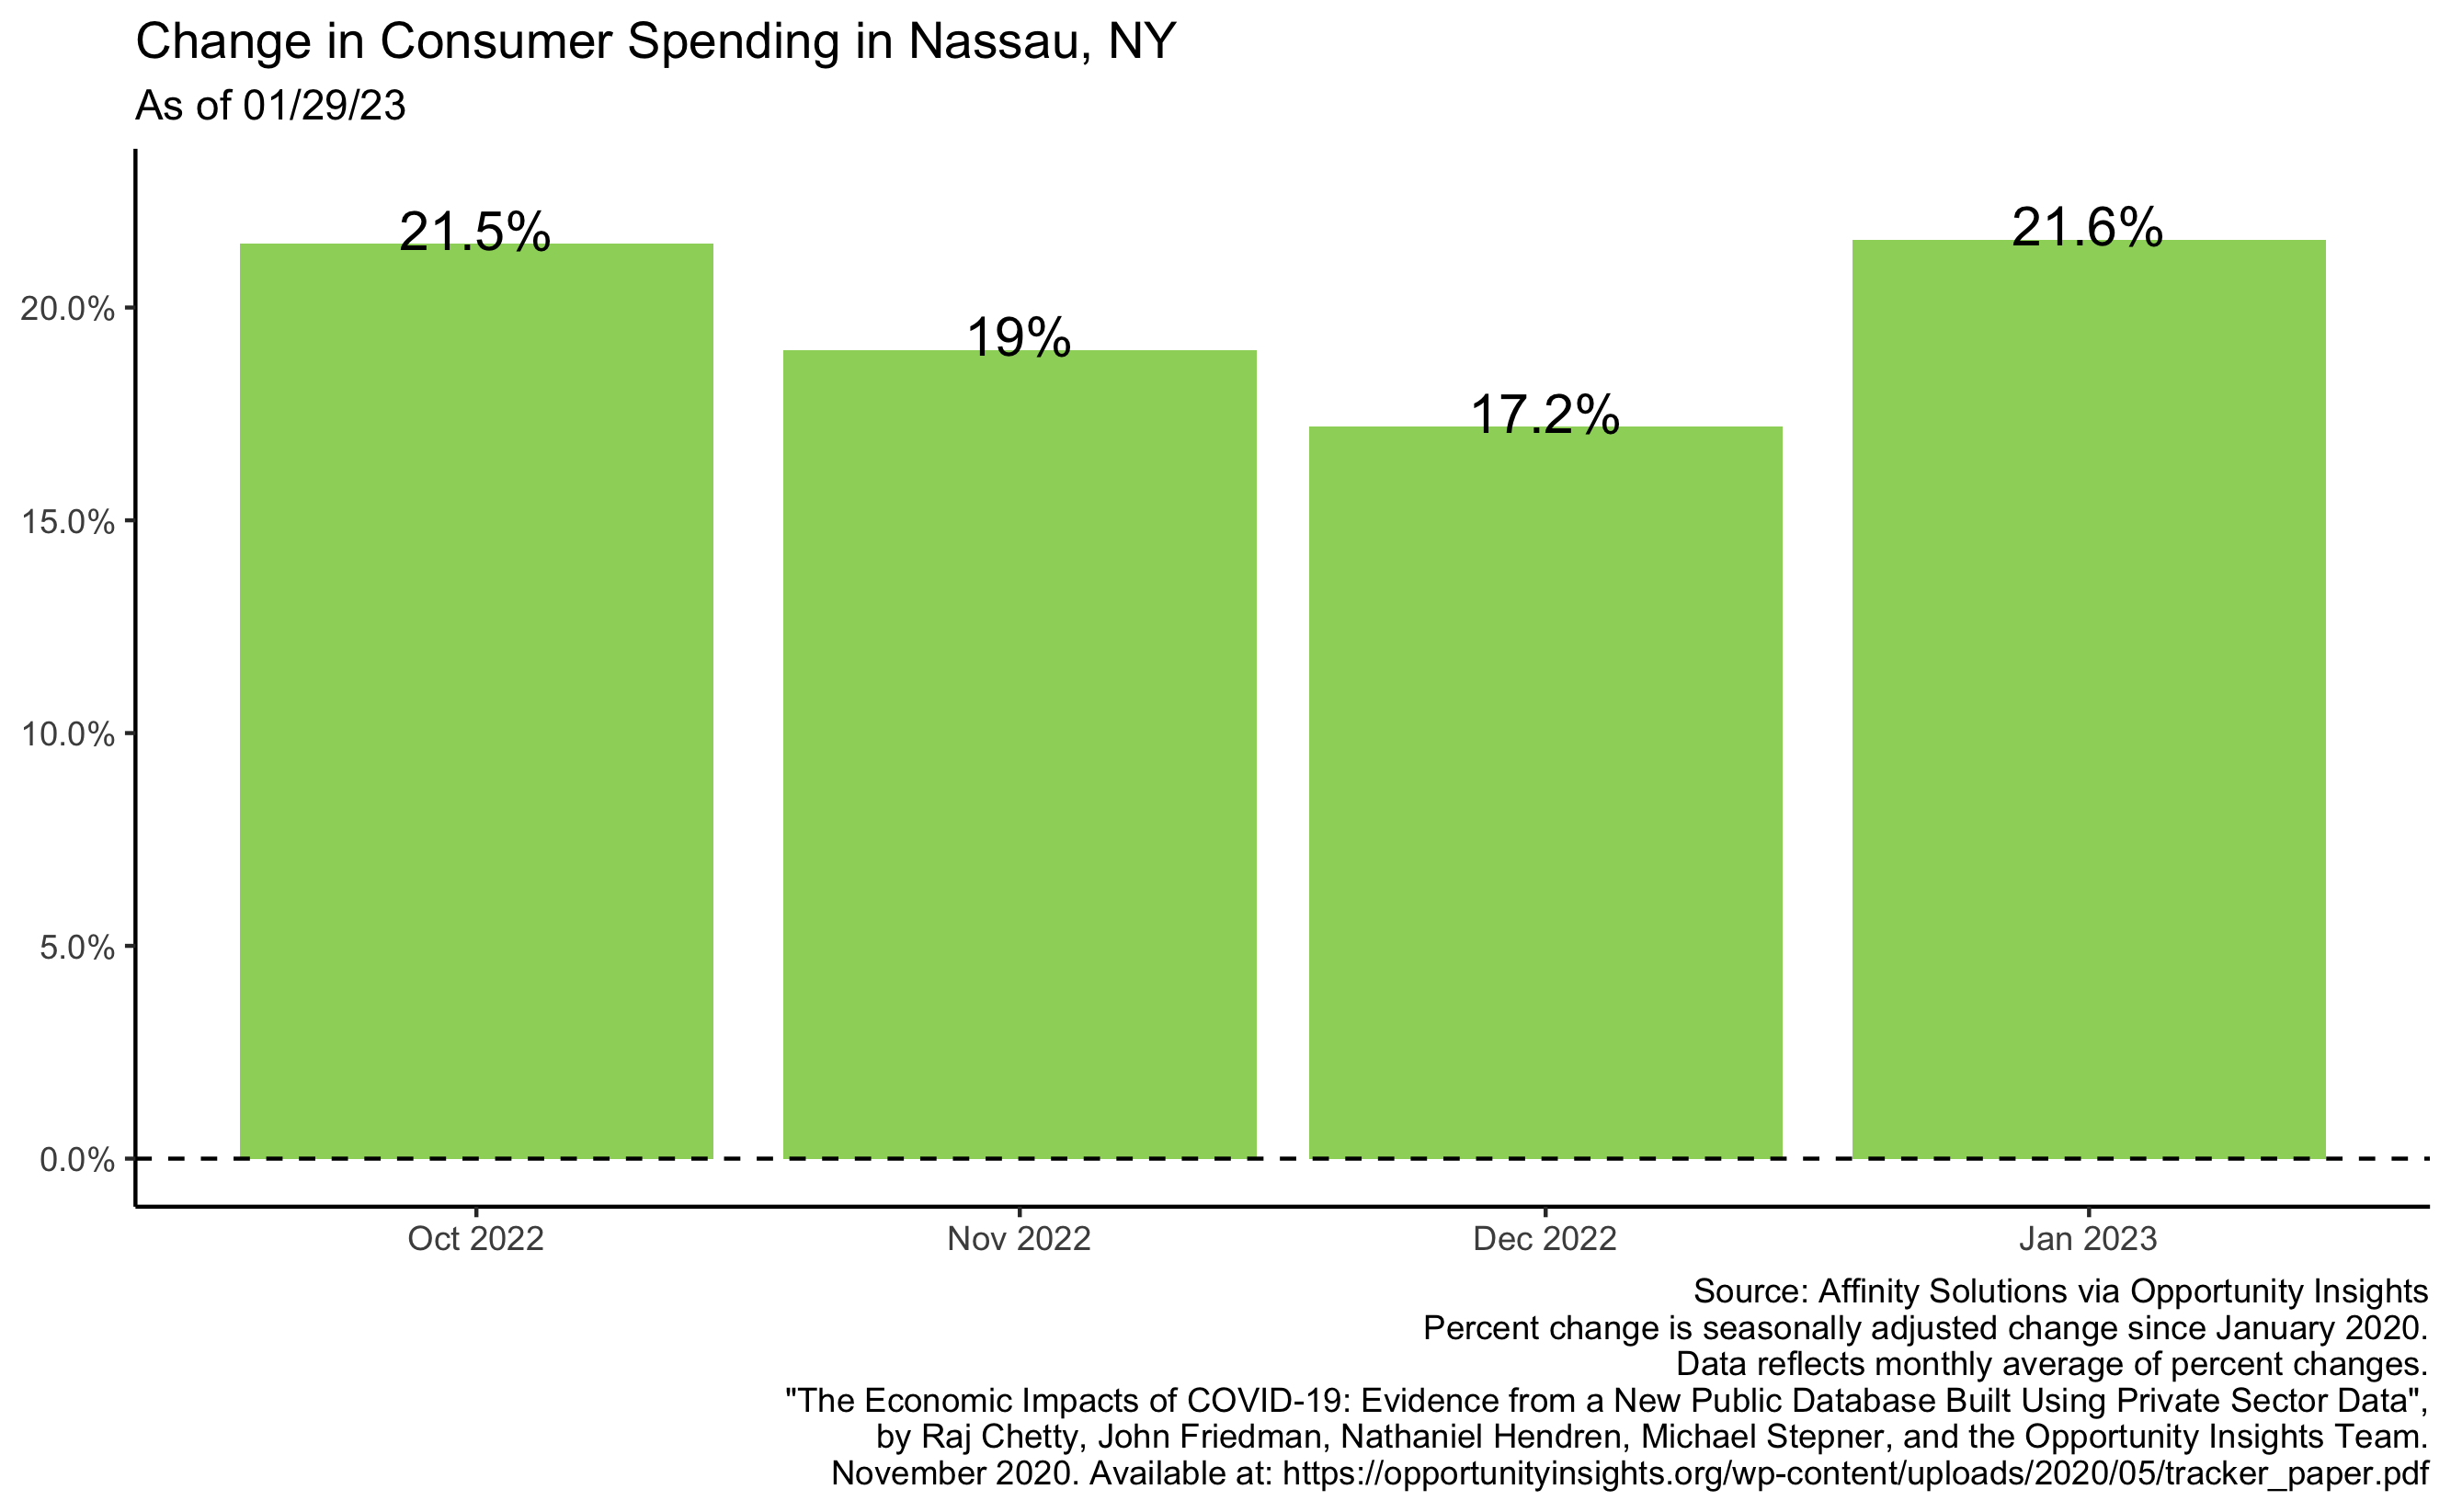 Change in Consumer Spending in Nassau, NY
As of 01/29/23
21.5%
19%
17.2%
21.6%
20.0%
15.0%
10.0%
5.0%
0.0%
Oct 2022
Nov 2022
Dec 2022
Jan 2023
Source: Affinity Solutions via Opportunity Insights
Percent change is seasonally adjusted change since January 2020.
Data reflects monthly average of percent changes.
"The Economic Impacts of COVID-19: Evidence from a New Public Database Built Using Private Sector Data",
by Raj Chetty, John Friedman, Nathaniel Hendren, Michael Stepner, and the Opportunity Insights Team.
November 2020. Available at: https://opportunityinsights.org/wp-content/uploads/2020/05/tracker_paper.pdf